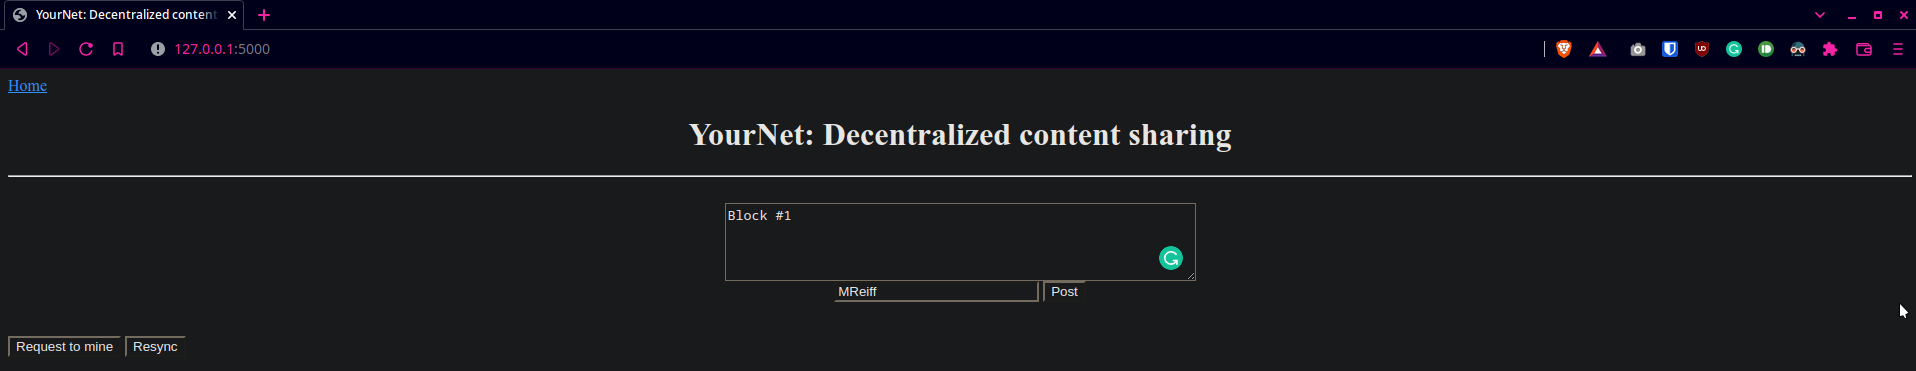 YourNet: Decentralized content
127.0.0.1:5000
Home
YourNet: Decentralized content sharing
Block #1
MReiff Post
Request to mine Resync